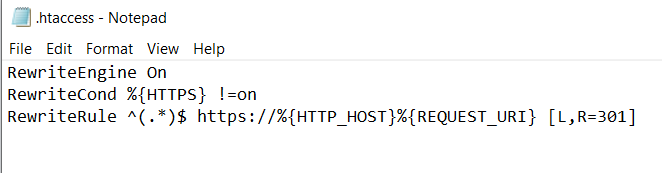 .htaccess - Notepad
File Edit Format View Help
RewriteEngine On
RewriteCond %{HTTPS} !=on
RewriteRule ^(.*)$ https://%{HTTP_HOST}%{REQUEST_URI} [L,R=301]